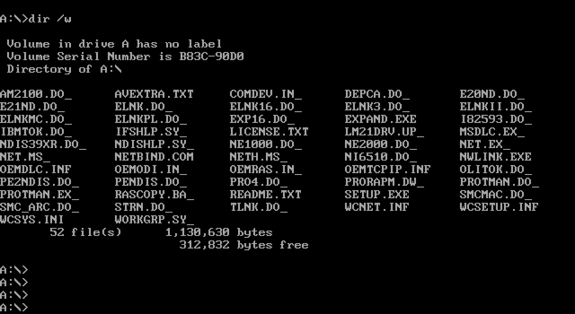 A:\>dir /w
Volume in drive A has no label
Volume Serial Number is B83C-90D0
Directory of A:\
AM2100.DO_ AVEXTRA.TXT COMDEV.IN_ DEPCA.DO_ E20ND.DO_
E21ND.DO_ ELNK.DO_ ELNK16.DO_ ELNK3.DO_ ELNKII.DO_
ELNKMC.DO_ ELNKPL.DO_ EXP16.DO_ EXPAND.EXE I82593.DO_
IBMTOK.DO_ IFSHLP.SY_ LICENSE.TXT LM21DRV.UP_ MSDLC.EX_
NDIS39XR.DO_ NDISHLP.SY_ NE1000.DO_ NE2000.DO_ NET.EX_
NET.MS_ NETBIND.COM NETH.MS_ NI6510.DO_ NWLINK.EXE
OEMDLC.INF OEMODI.IN_ OEMRAS.IN_ OEMTCPIP.INF OLITOK.DO_
PE2NDIS.DO_ PENDIS.DO_ PRO4.DO_ PRORAPM.DW_ PROTMAN.DO_
PROTMAN.EX_ RASCOPY.BA_ README.TXT SETUP.EXE SMCMAC.DO_
SMC_ARC.DO_ STRN.DO_ TLNK.DO_ WCNET.INF WCSETUP.INF
WCSYS.INI WORKGRP.SY_
52 file(s) 1,130,630 bytes
312,832 bytes free
A:\>
A:\>
A:\>
A:\>